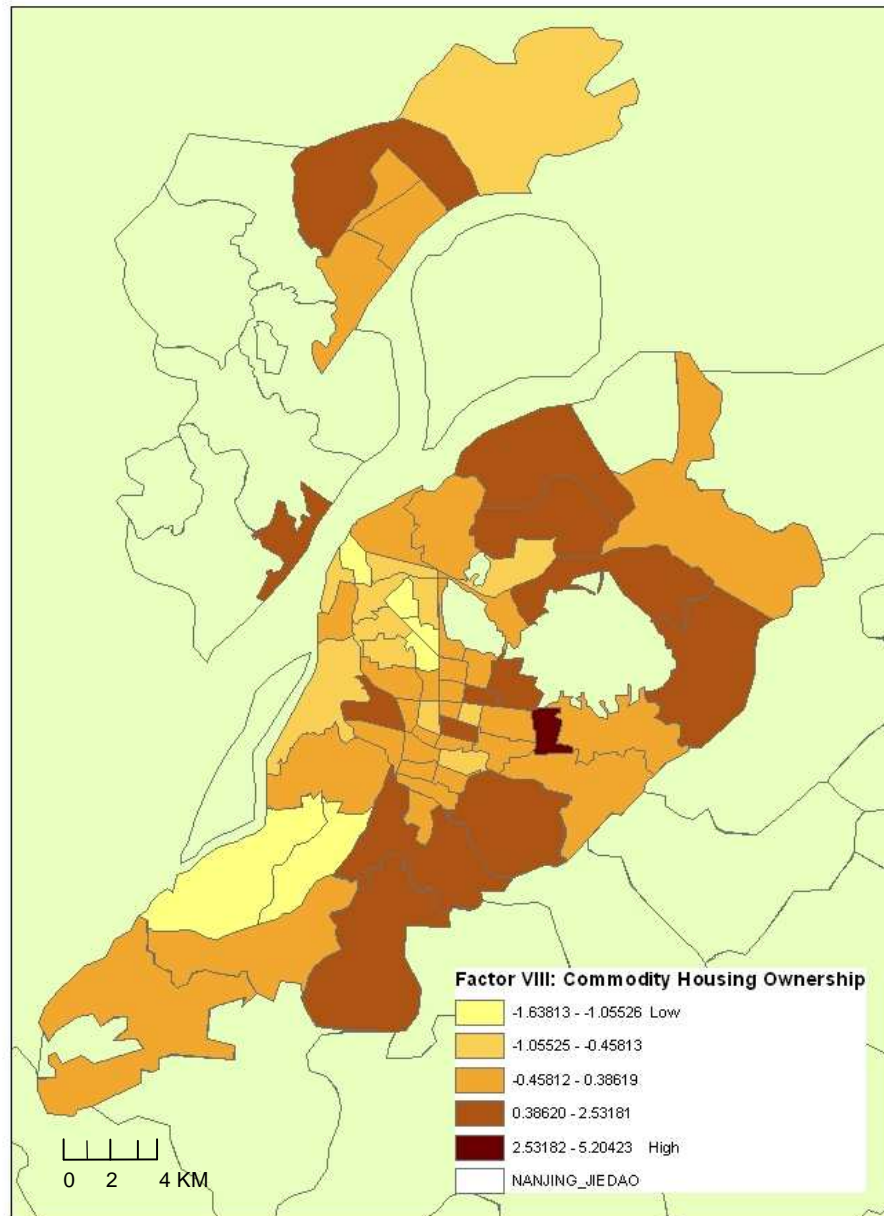 Factor VIII: Commodity Housing Ownership
-1.63813 - -1.05526 Low
-1.05525 - -0.45813
-0.45812 - 0.38619
0.38620 - 2.53181
2.53182 - 5.20423 High
NANJING_JIEDAO
0 2 4 KM